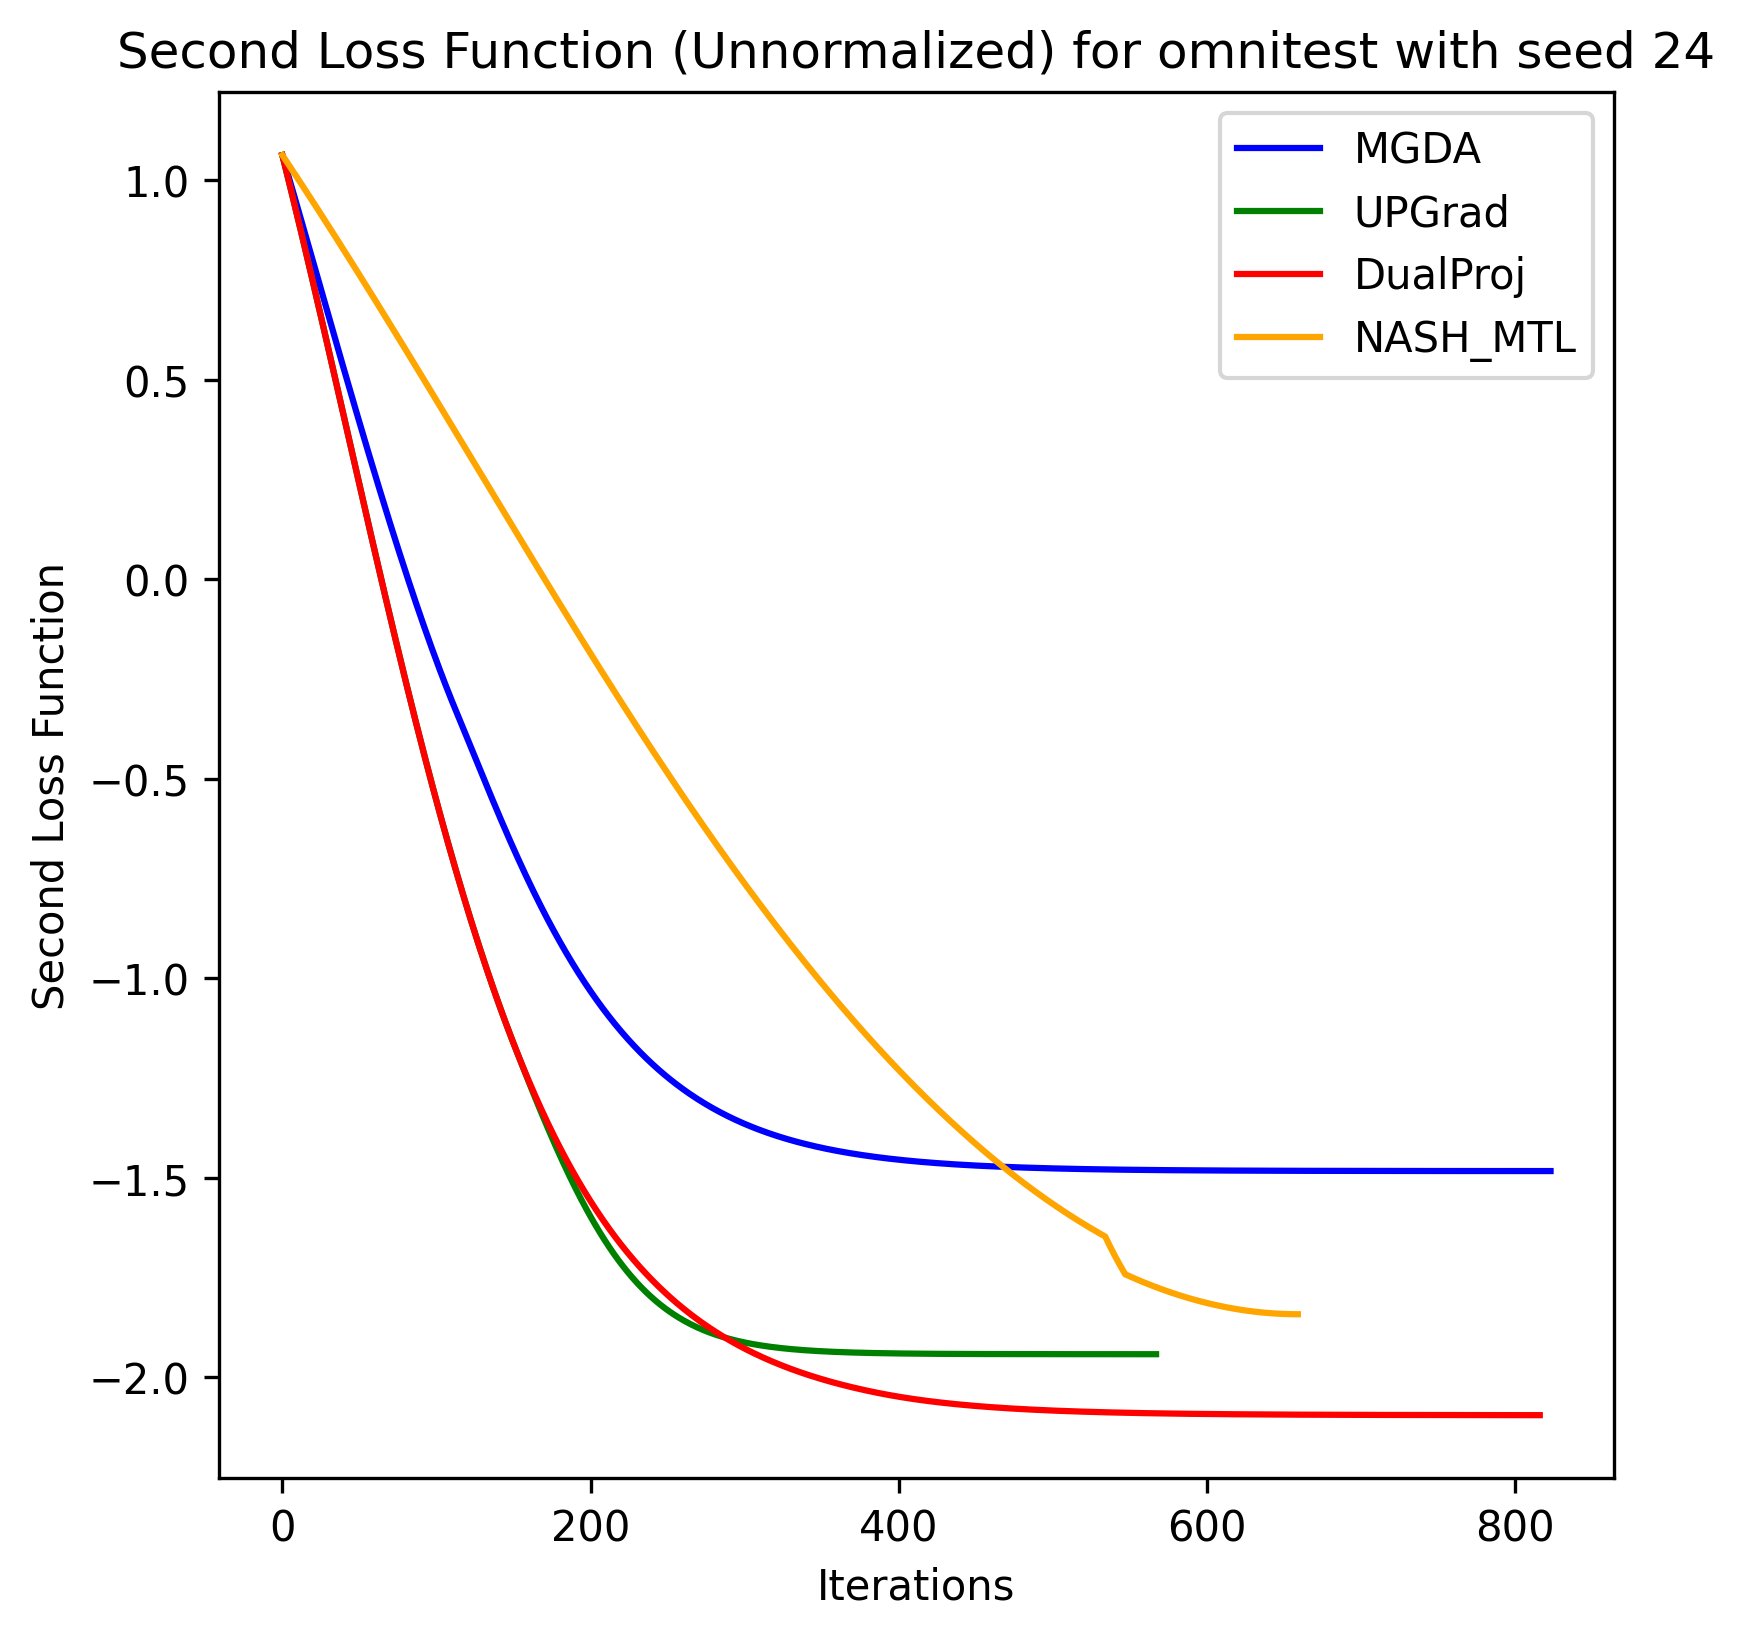 Second Loss Function (Unnormalized) for omnitest with seed 24
MGDA
UPGrad
DualProj
NASH_MTL
Second Loss Function
1.0
0.5
0.0
−0.5
−1.0
−1.5
−2.0
0 200 400 600 800
Iterations